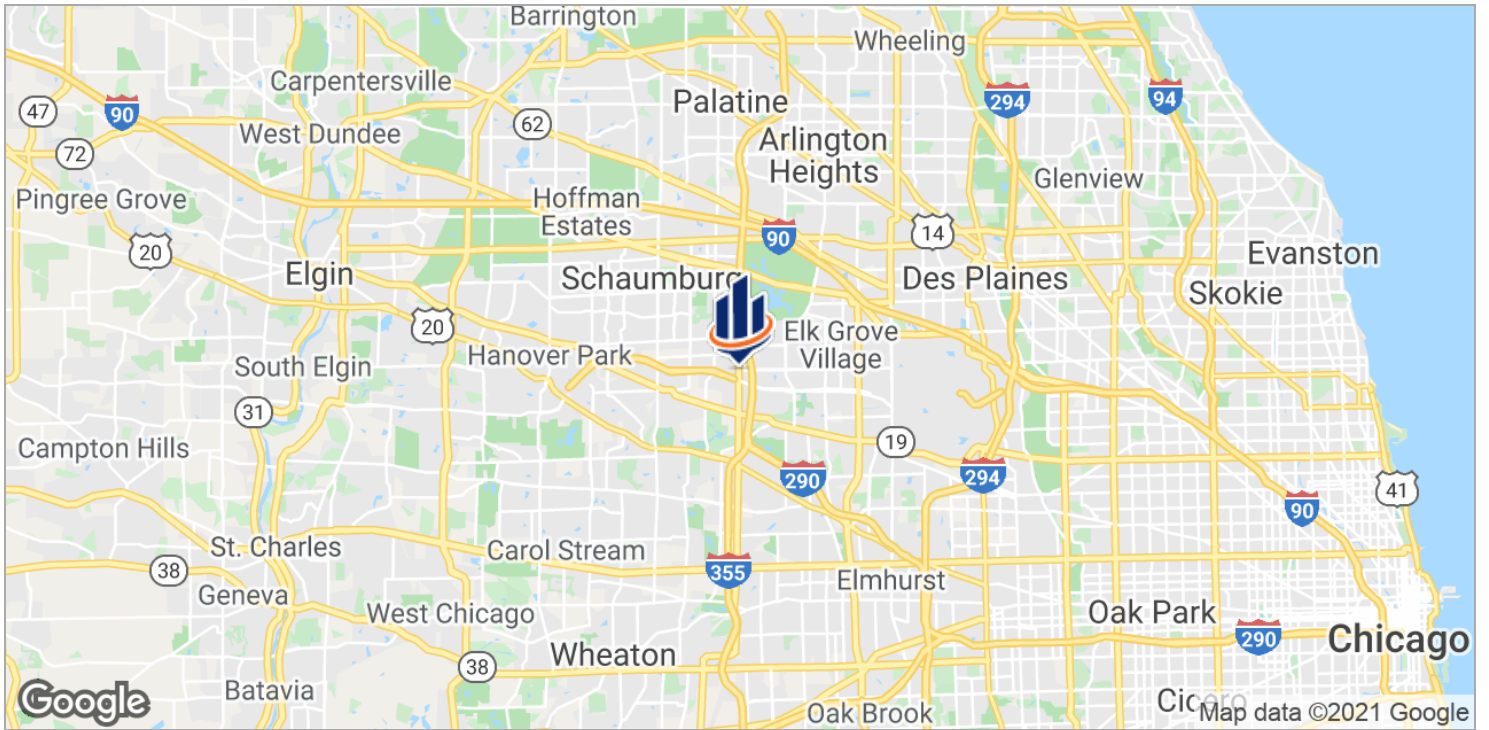 Barrington
Wheeling
Carpentersville
47
90
294
94
Palatine
62
West Dundee
72
Arlington
Heights
Glenview
Pingree Grove
Hoffman
Estates
20
90
14
Evanston
Elgin
Schaumburg
Des Plaines
Skokie
20
Elk Grove
Village
Hanover Park
South Elgin
31
Campton Hills
19
290
294
41
90
St. Charles
Carol Stream
38
355
Elmhurst
Geneva
West Chicago
Oak Park
290
Chicago
Wheaton
38
Batavia
Google
Cicero
Oak Brook
Map data ©2021 Google